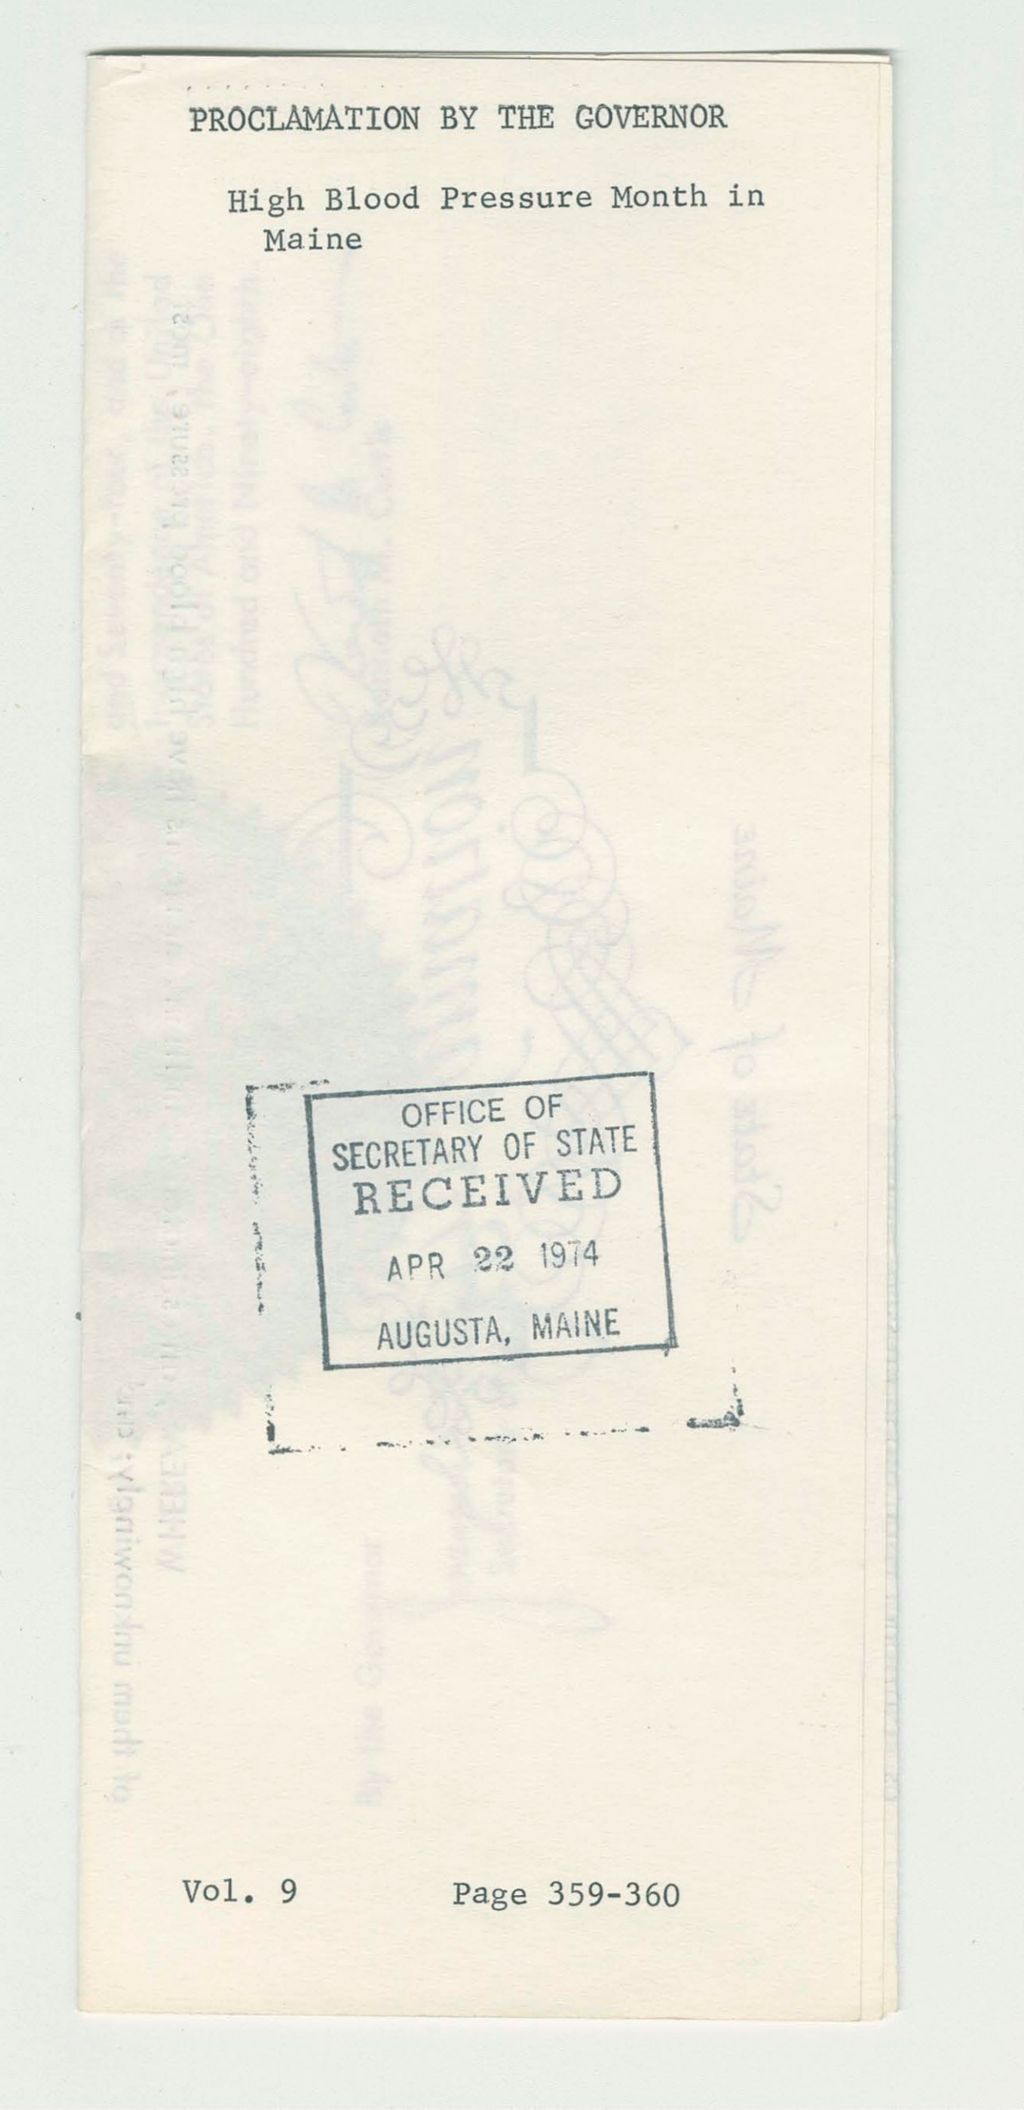 PROCLAMATION BY THE GOVERNOR
High Blood Pressure Month in
Maine
OFFICE OF
SECRETARY OF STATE
RECEIVED
APR 22 1974
AUGUSTA, MAINE
Vol. 9 Page 359-360